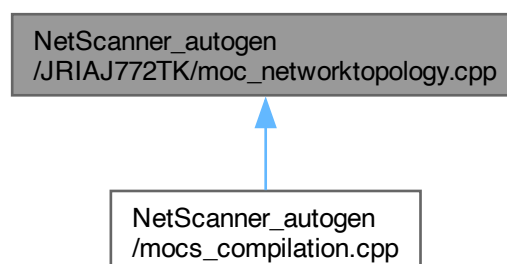 NetScanner_autogen
/JRIAJ772TK/moc_networktopology.cpp
NetScanner_autogen
/mocs_compilation.cpp